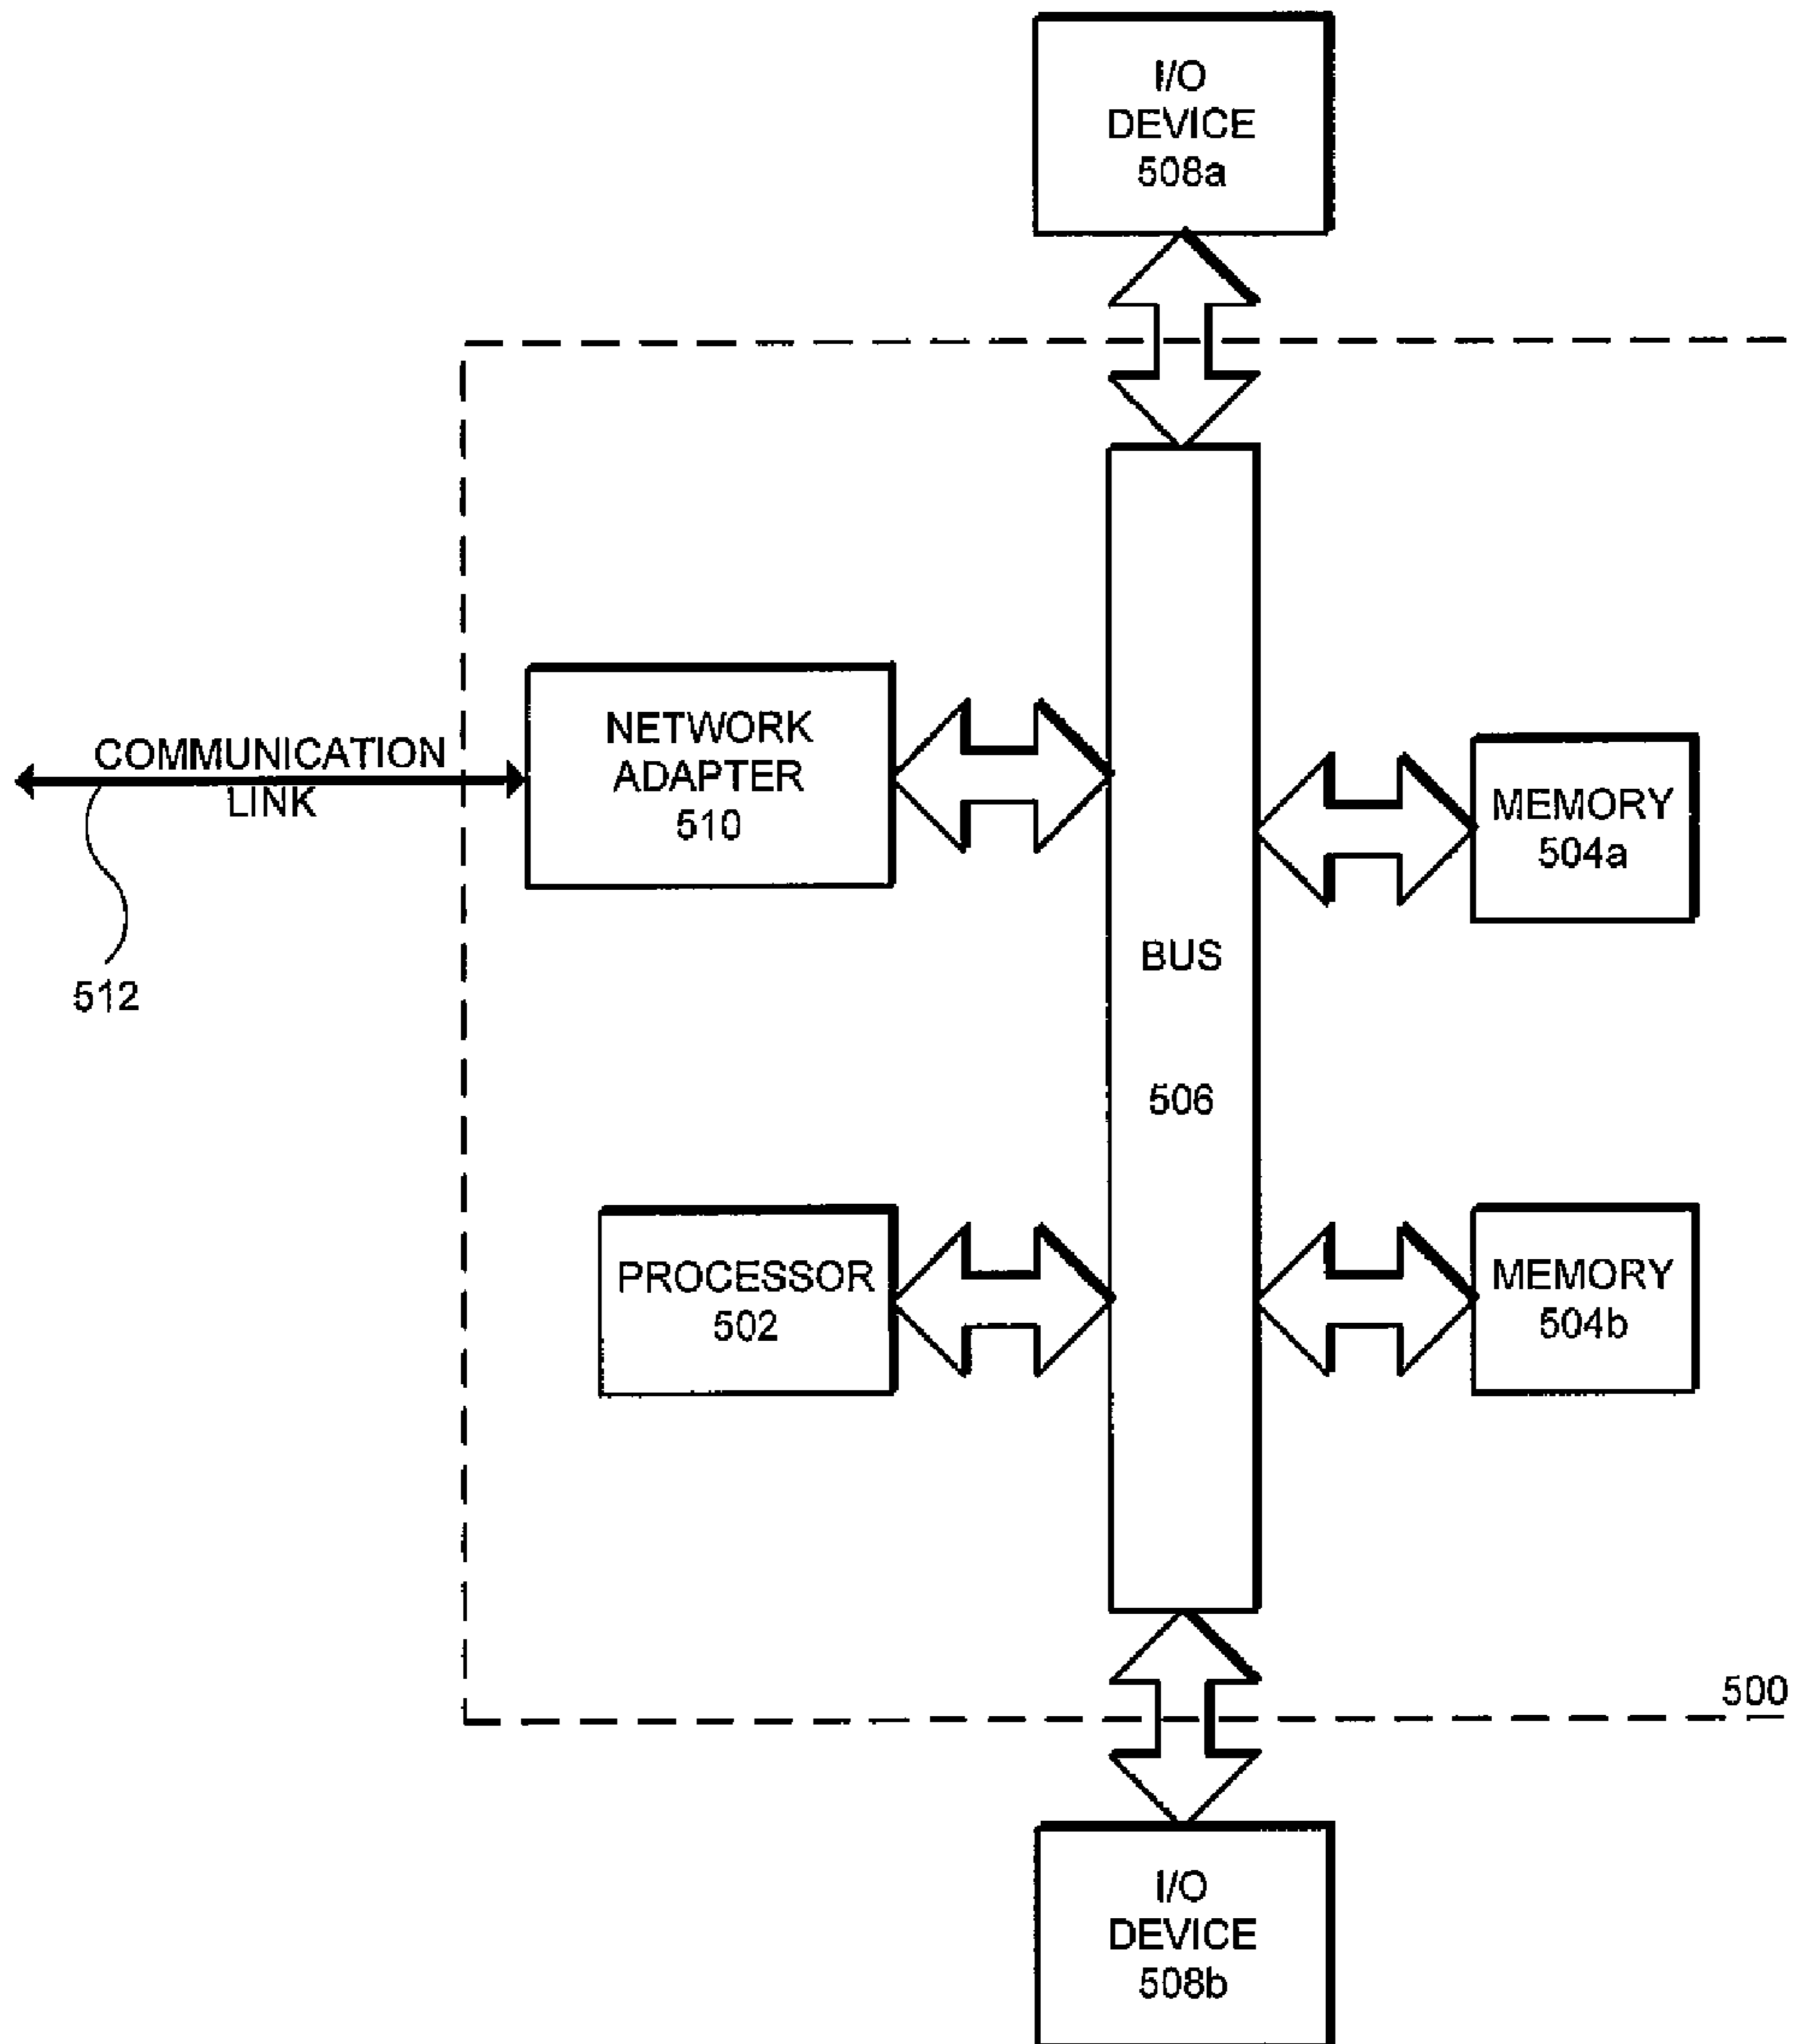 I/O
DEVICE
508a
COMMUNICATION
LINK
512
NETWORK
ADAPTER
510
MEMORY
504a
BUS
506
PROCESSOR
502
MEMORY
504b
500
I/O
DEVICE
508b